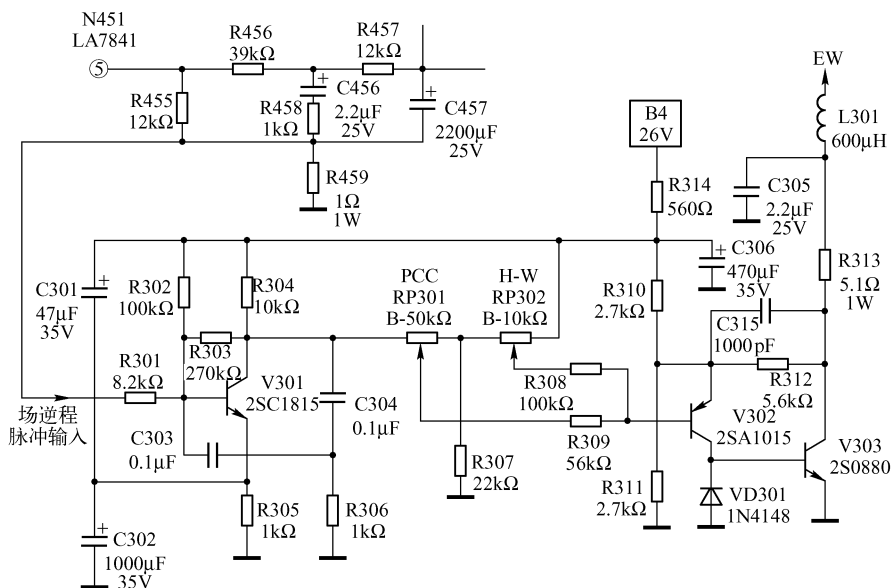 N451
LA7841
⑤
R456
39kΩ
R457
12kΩ
R455
12kΩ
R458
1kΩ
C456
2.2μF
25V
C457
2200μF
25V
R459
1Ω
1W
B4
26V
EW
L301
600μH
R314
560Ω
C305
2.2μF
25V
C306
470μF
35V
R313
5.1Ω
1W
C301
47μF
35V
R302
100kΩ
R304
10kΩ
PCC
RP301
B-50kΩ
H-W
RP302
B-10kΩ
R310
2.7kΩ
C315
1000pF
R303
270kΩ
R301
8.2kΩ
V301
2SC1815
C304
0.1μF
R308
100kΩ
R312
5.6kΩ
场逆程
脉冲输入
C303
0.1μF
R309
56kΩ
V302
2SA1015
V303
2S0880
R307
22kΩ
R311
2.7kΩ
VD301
1N4148
R305
1kΩ
R306
1kΩ
C302
1000μF
35V